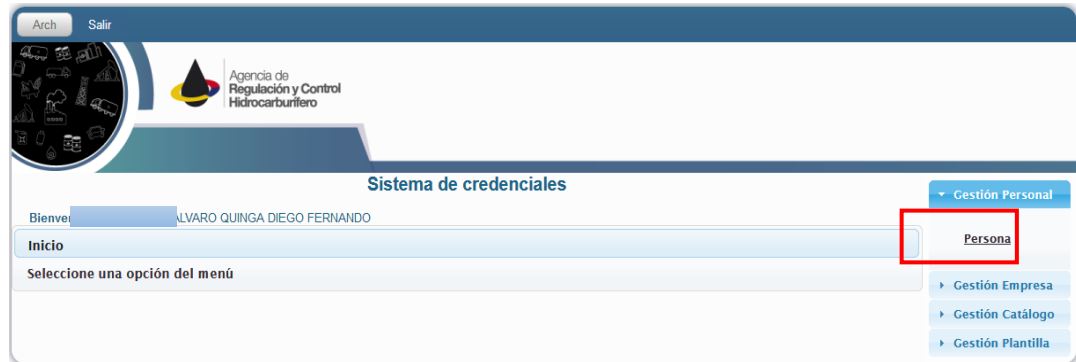 Arch Salir
Agencia de
Regulación y Control
Hidrocarburífero
Sistema de credenciales
Gestión Personal
ALVARO QUINGA DIEGO FERNANDO
Inicio
Persona
Seleccione una opción del menú
Gestión Empresa
Gestión Catálogo
Gestión Plantilla